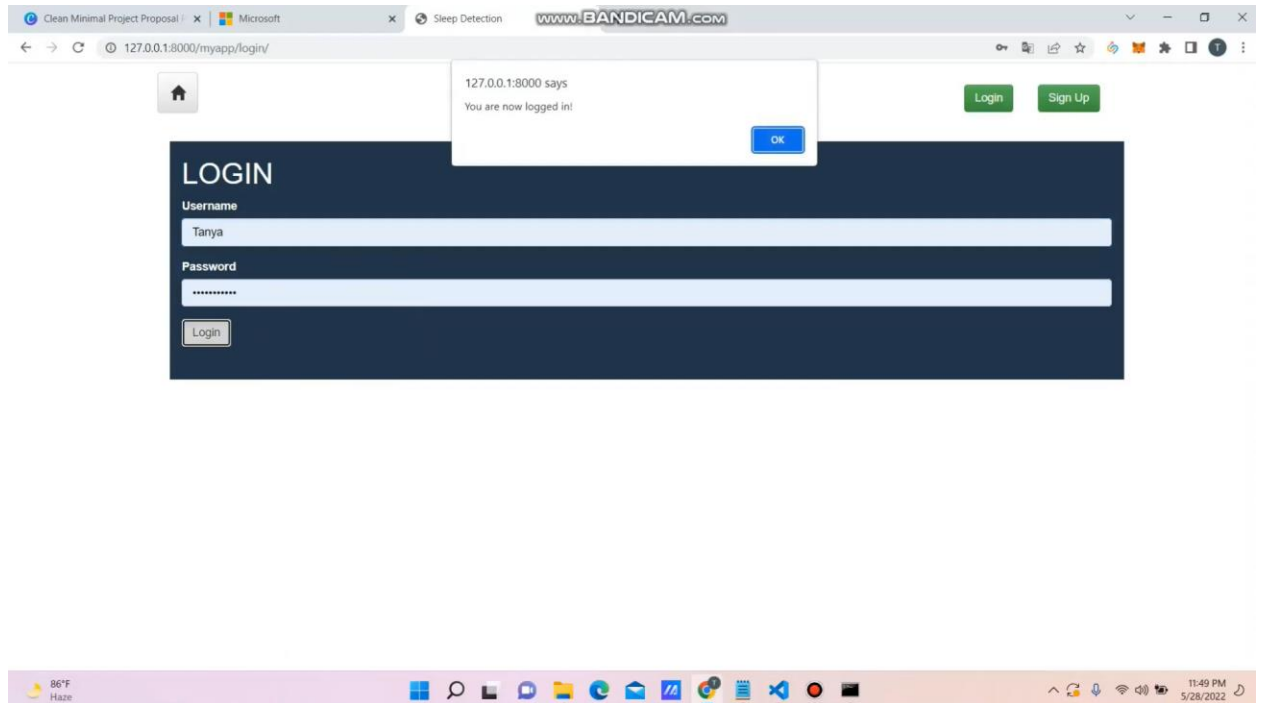 Clean Minimal Project Proposal
Microsoft
Sleep Detection
WWW.BANDICAM.COM
127.0.0.1:8000/myapp/login/
127.0.0.1:8000 says
You are now logged in!
OK
Login
Sign Up
LOGIN
Username
Tanya
Password
•••••••••••
Login
86°F
Haze
11:49 PM
5/28/2022